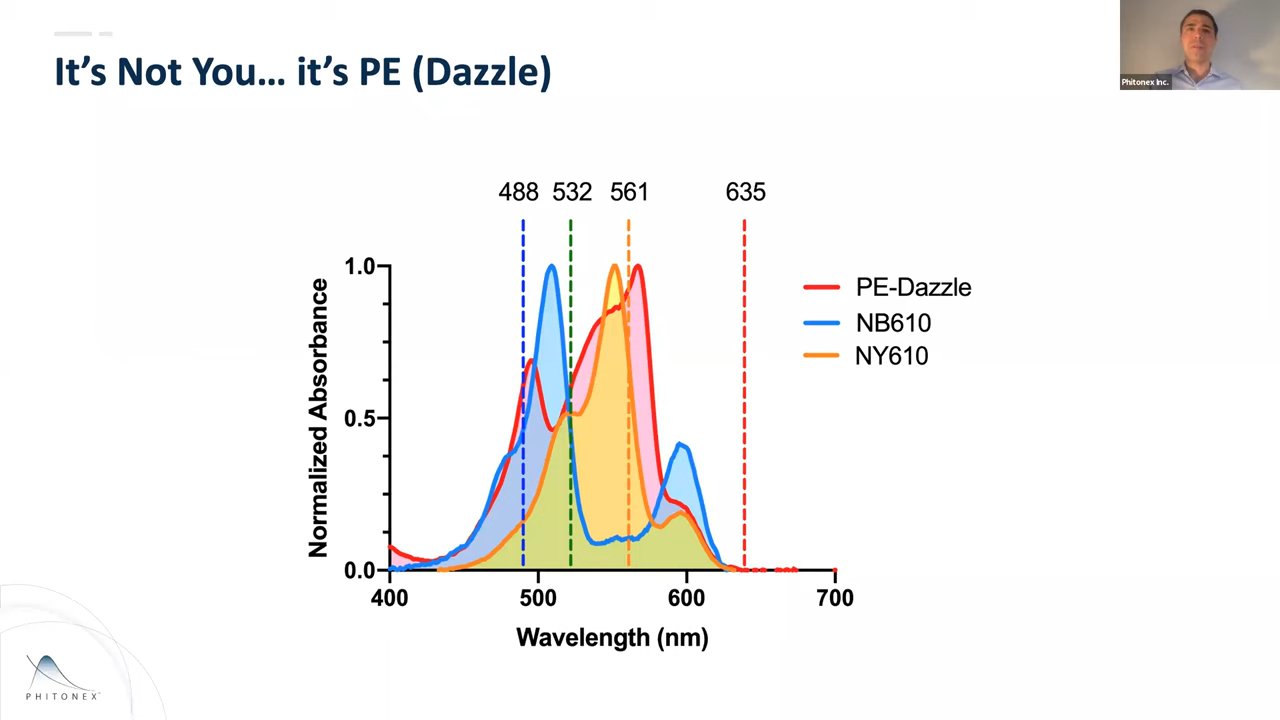 It's Not You... it's PE (Dazzle)
Phitonex Inc.
488 532 561 635
1.0
0.5
0.0
Normalized Absorbance
400 500 600 700
Wavelength (nm)
PE-Dazzle
NB610
NY610
PHITONEX